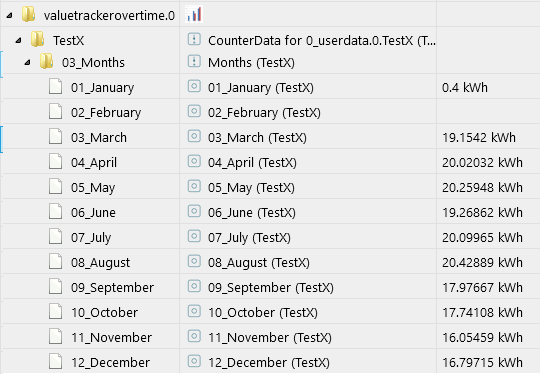 valuetrackerovertime.0
TestX CounterData for 0_userdata.0.TestX (T...
03_Months Months (TestX)
01_January 01_January (TestX) 0.4 kWh
02_February 02_February (TestX)
03_March 03_March (TestX) 19.1542 kWh
04_April 04_April (TestX) 20.02032 kWh
05_May 05_May (TestX) 20.25948 kWh
06_June 06_June (TestX) 19.26862 kWh
07_July 07_July (TestX) 20.09965 kWh
08_August 08_August (TestX) 20.42889 kWh
09_September 09_September (TestX) 17.97667 kWh
10_October 10_October (TestX) 17.74108 kWh
11_November 11_November (TestX) 16.05459 kWh
12_December 12_December (TestX) 16.79715 kWh